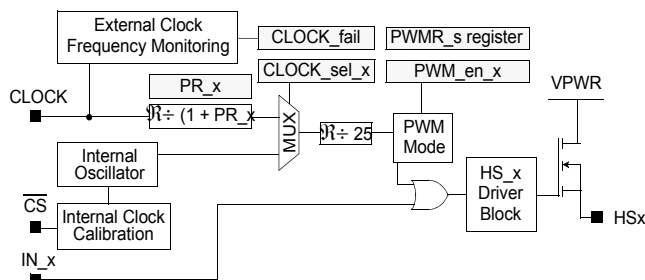 External Clock
Frequency Monitoring
CLOCK_fail
PWMR_s register
PR_x
CLOCK_sel_x
PWM_en_x
VPWR
CLOCK
ℜ÷ (1 + PR_x
MUX
ℜ÷ 25
PWM
Mode
Internal
Oscillator
HS_x
Driver
Block
CS
Internal Clock
Calibration
HSx
IN_x